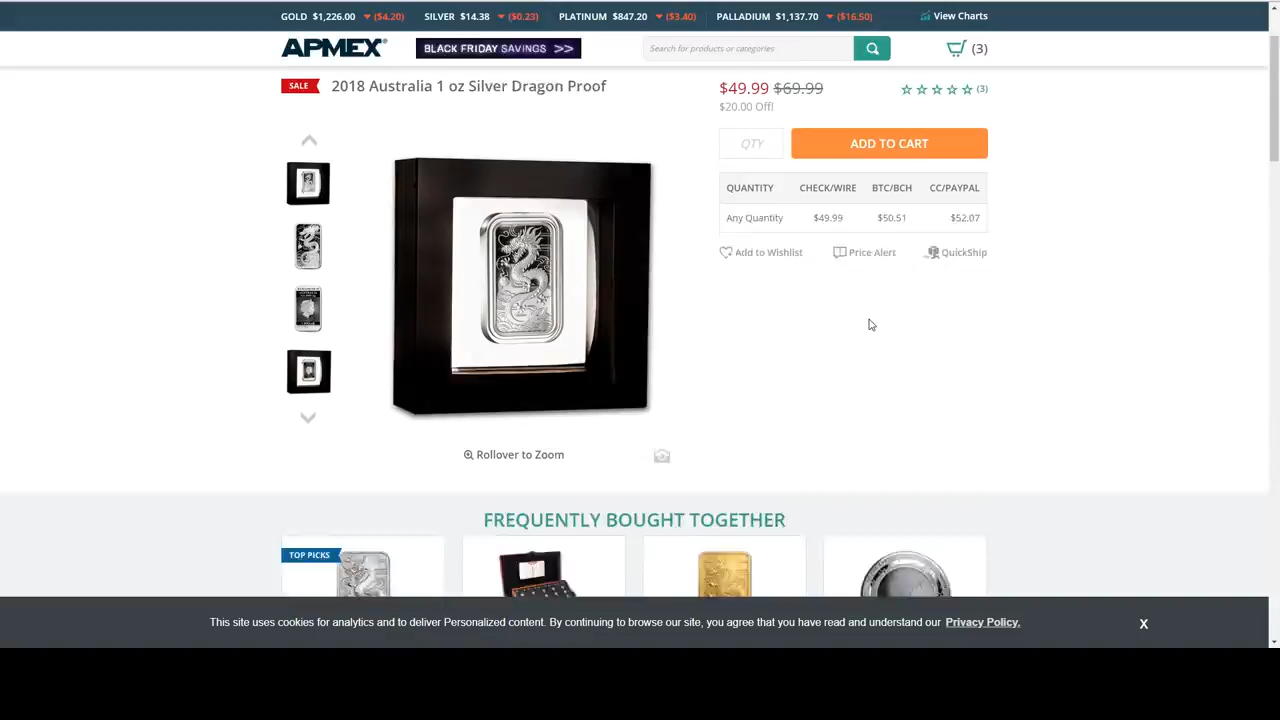 GOLD $1,226.00 ($4.20) SILVER $14.38 ($0.23) PLATINUM $847.20 ($3.40) PALLADIUM $1,137.70 ($16.50) View Charts
APMEX® BLACK FRIDAY SAVINGS >> Search for products or categories (3)
SALE 2018 Australia 1 oz Silver Dragon Proof
$49.99 $69.99 (3)
$20.00 Off!
QTY ADD TO CART
QUANTITY CHECK/WIRE BTC/BCH CC/PAYPAL
Any Quantity $49.99 $50.51 $52.07
Add to Wishlist Price Alert QuickShip
Rollover to Zoom
FREQUENTLY BOUGHT TOGETHER
TOP PICKS
This site uses cookies for analytics and to deliver Personalized content. By continuing to browse our site, you agree that you have read and understand our Privacy Policy. X